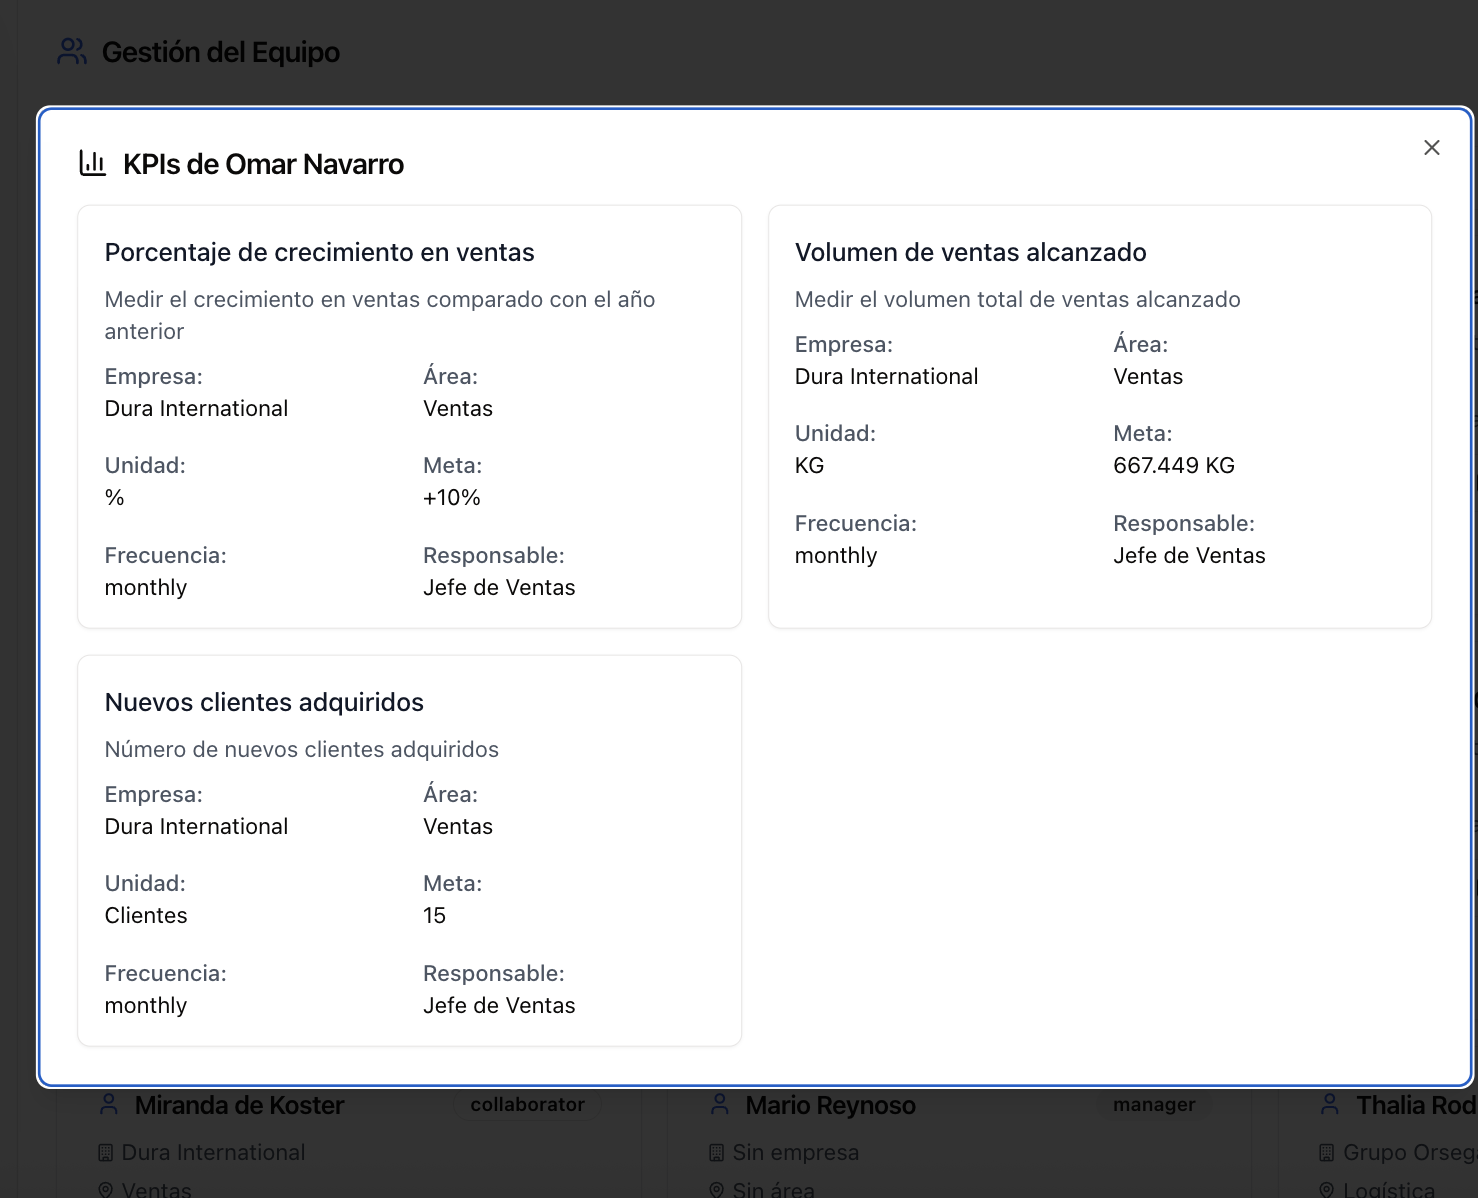 Gestión del Equipo
KPIs de Omar Navarro
Porcentaje de crecimiento en ventas
Medir el crecimiento en ventas comparado con el año
anterior
Empresa:
Dura International
Área:
Ventas
Unidad:
%
Meta:
+10%
Frecuencia:
monthly
Responsable:
Jefe de Ventas
Volumen de ventas alcanzado
Medir el volumen total de ventas alcanzado
Empresa:
Dura International
Área:
Ventas
Unidad:
KG
Meta:
667.449 KG
Frecuencia:
monthly
Responsable:
Jefe de Ventas
Nuevos clientes adquiridos
Número de nuevos clientes adquiridos
Empresa:
Dura International
Área:
Ventas
Unidad:
Clientes
Meta:
15
Frecuencia:
monthly
Responsable:
Jefe de Ventas
Miranda de Koster
collaborator
Dura International
Ventas
Mario Reynoso
manager
Sin empresa
Sin área
Thalia Rod
Grupo Orseg
Logística